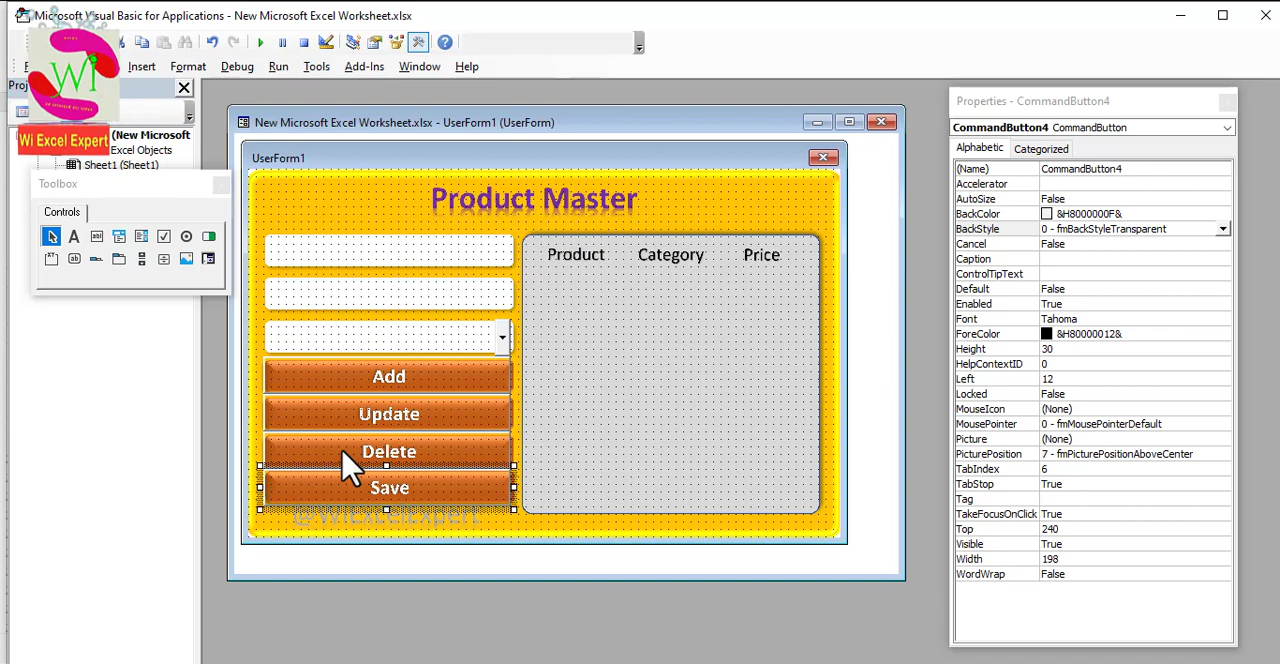 Microsoft Visual Basic for Applications - New Microsoft Excel Worksheet.xlsx
Insert Format Debug Run Tools Add-Ins Window Help
Wi
Wi Excel Expert
(New Microsoft
Excel Objects
Sheet1 (Sheet1)
Toolbox
Controls
New Microsoft Excel Worksheet.xlsx - UserForm1 (UserForm)
UserForm1
Product Master
Product Category Price
Add
Update
Delete
Save
@WiExcelExpert
Properties - CommandButton4
CommandButton4 CommandButton
Alphabetic Categorized
(Name) CommandButton4
Accelerator
AutoSize False
BackColor &H8000000F&
BackStyle 0 - fmBackStyleTransparent
Cancel False
Caption
ControlTipText
Default False
Enabled True
Font Tahoma
ForeColor &H80000012&
Height 30
HelpContextID 0
Left 12
Locked False
MouseIcon (None)
MousePointer 0 - fmMousePointerDefault
Picture (None)
PicturePosition 7 - fmPicturePositionAboveCenter
TabIndex 6
TabStop True
Tag
TakeFocusOnClick True
Top 240
Visible True
Width 198
WordWrap False